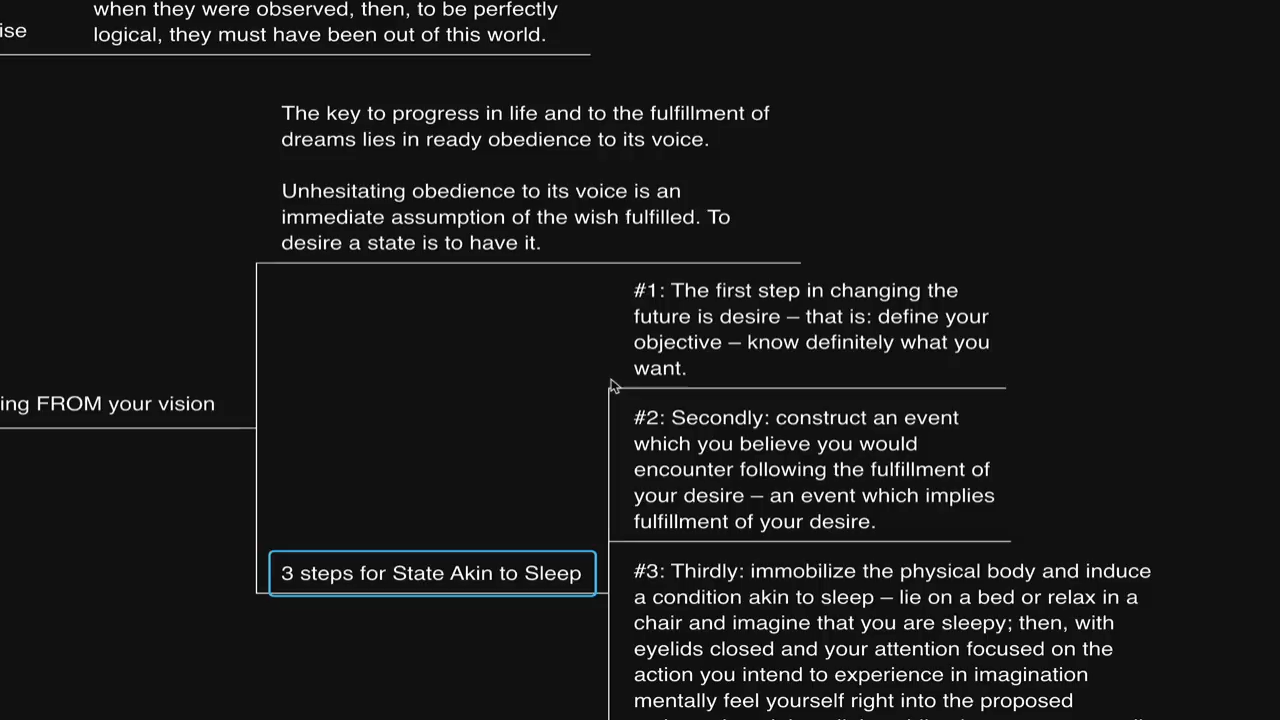 when they were observed, then, to be perfectly
ise
logical, they must have been out of this world.
The key to progress in life and to the fulfillment of
dreams lies in ready obedience to its voice.
Unhesitating obedience to its voice is an
immediate assumption of the wish fulfilled. To
desire a state is to have it.
#1: The first step in changing the
future is desire – that is: define your
objective – know definitely what you
want.
ing FROM your vision
#2: Secondly: construct an event
which you believe you would
encounter following the fulfillment of
your desire – an event which implies
fulfillment of your desire.
3 steps for State Akin to Sleep
#3: Thirdly: immobilize the physical body and induce
a condition akin to sleep – lie on a bed or relax in a
chair and imagine that you are sleepy; then, with
eyelids closed and your attention focused on the
action you intend to experience in imagination
mentally feel yourself right into the proposed